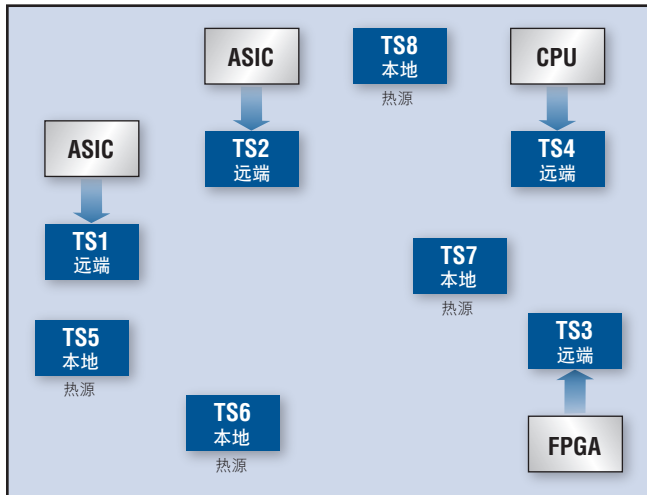 ASIC
TS8
本地
热源
CPU
TS2
远端
TS4
远端
ASIC
TS1
远端
TS7
本地
热源
TS3
远端
TS5
本地
热源
TS6
本地
热源
FPGA